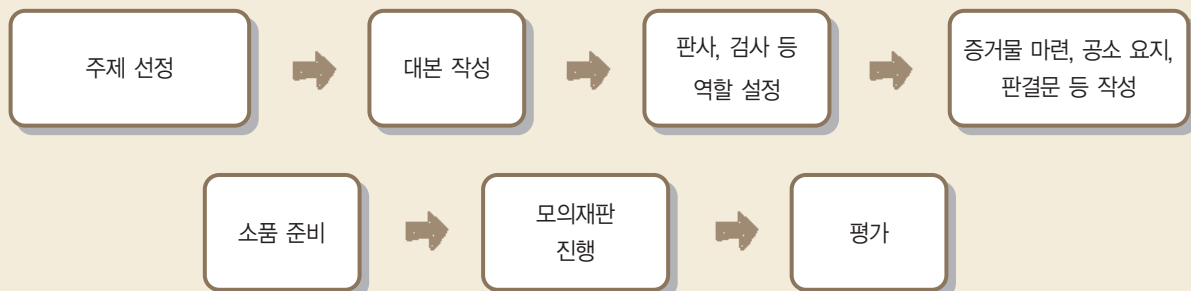 주제 선정
대본 작성
판사, 검사 등
역할 설정
증거물 마련, 공소 요지,
판결문 등 작성
소품 준비
모의재판
진행
평가